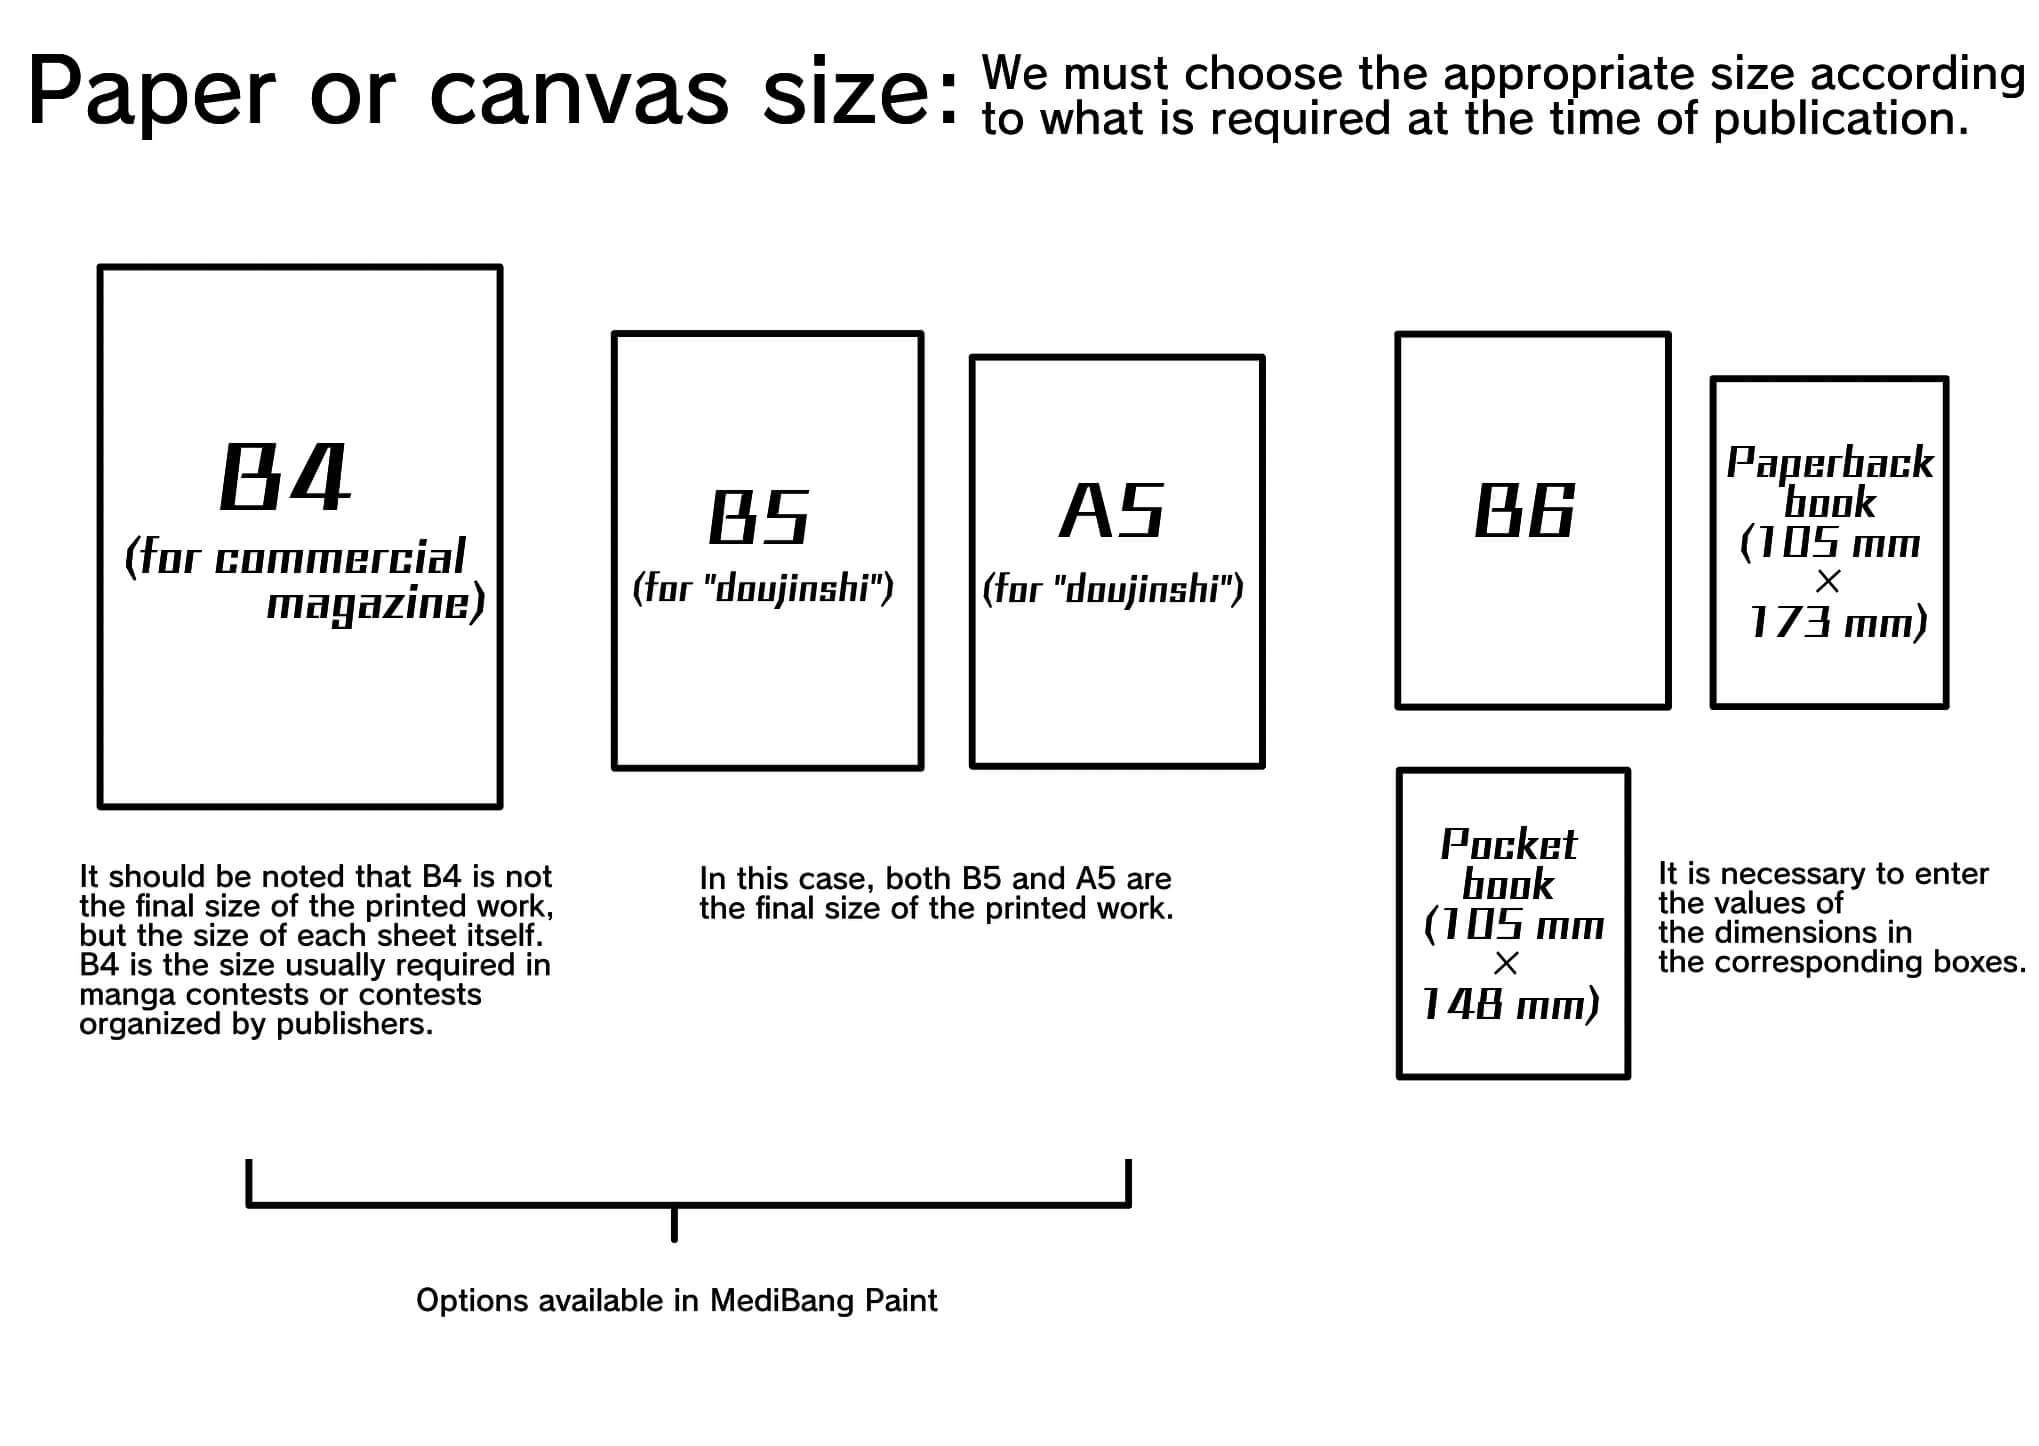 Paper or canvas size:
We must choose the appropriate size according
to what is required at the time of publication.
B4
(for commercial
magazine)
B5
(for "doujinshi")
A5
(for "doujinshi")
B6
Paperback
book
(105 mm
×
173 mm)
Pocket
book
(105 mm
×
148 mm)
It should be noted that B4 is not
the final size of the printed work,
but the size of each sheet itself.
B4 is the size usually required in
manga contests or contests
organized by publishers.
In this case, both B5 and A5 are
the final size of the printed work.
It is necessary to enter
the values of
the dimensions in
the corresponding boxes.
Options available in MediBang Paint